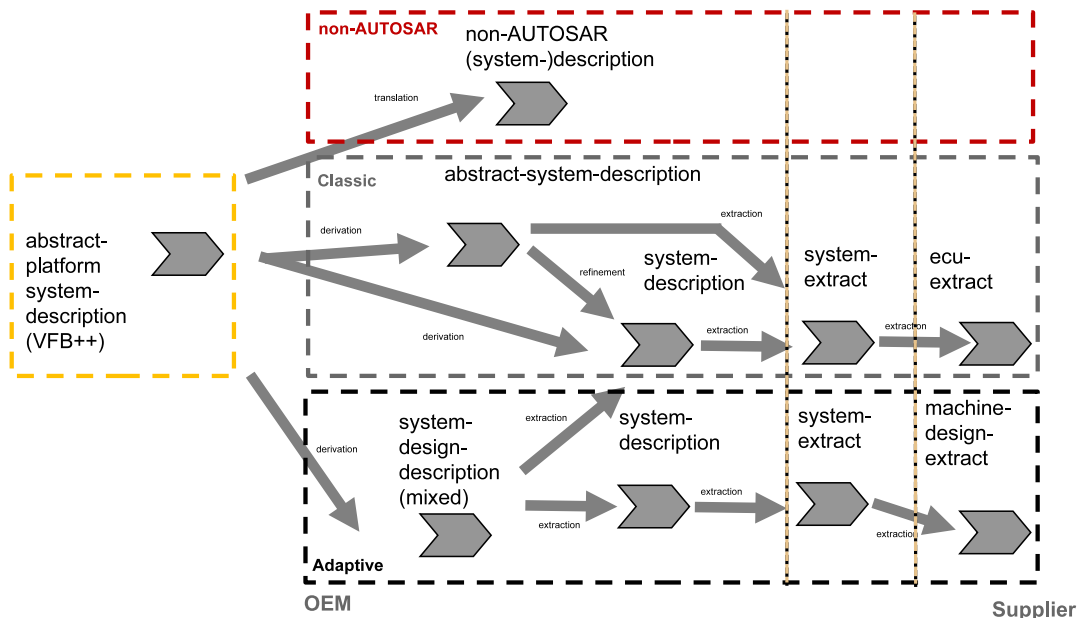 non-AUTOSAR
non-AUTOSAR
(system-)description
translation
Classic
abstract-system-description
extraction
derivation
abstract-
platform
system-
description
(VFB++)
refinement
system-
description
system-
extract
ecu-
extract
derivation
extraction
extraction
derivation
system-
design-
description
(mixed)
extraction
system-
description
system-
extract
machine-
design-
extract
extraction
extraction
extraction
Adaptive
OEM
Supplier